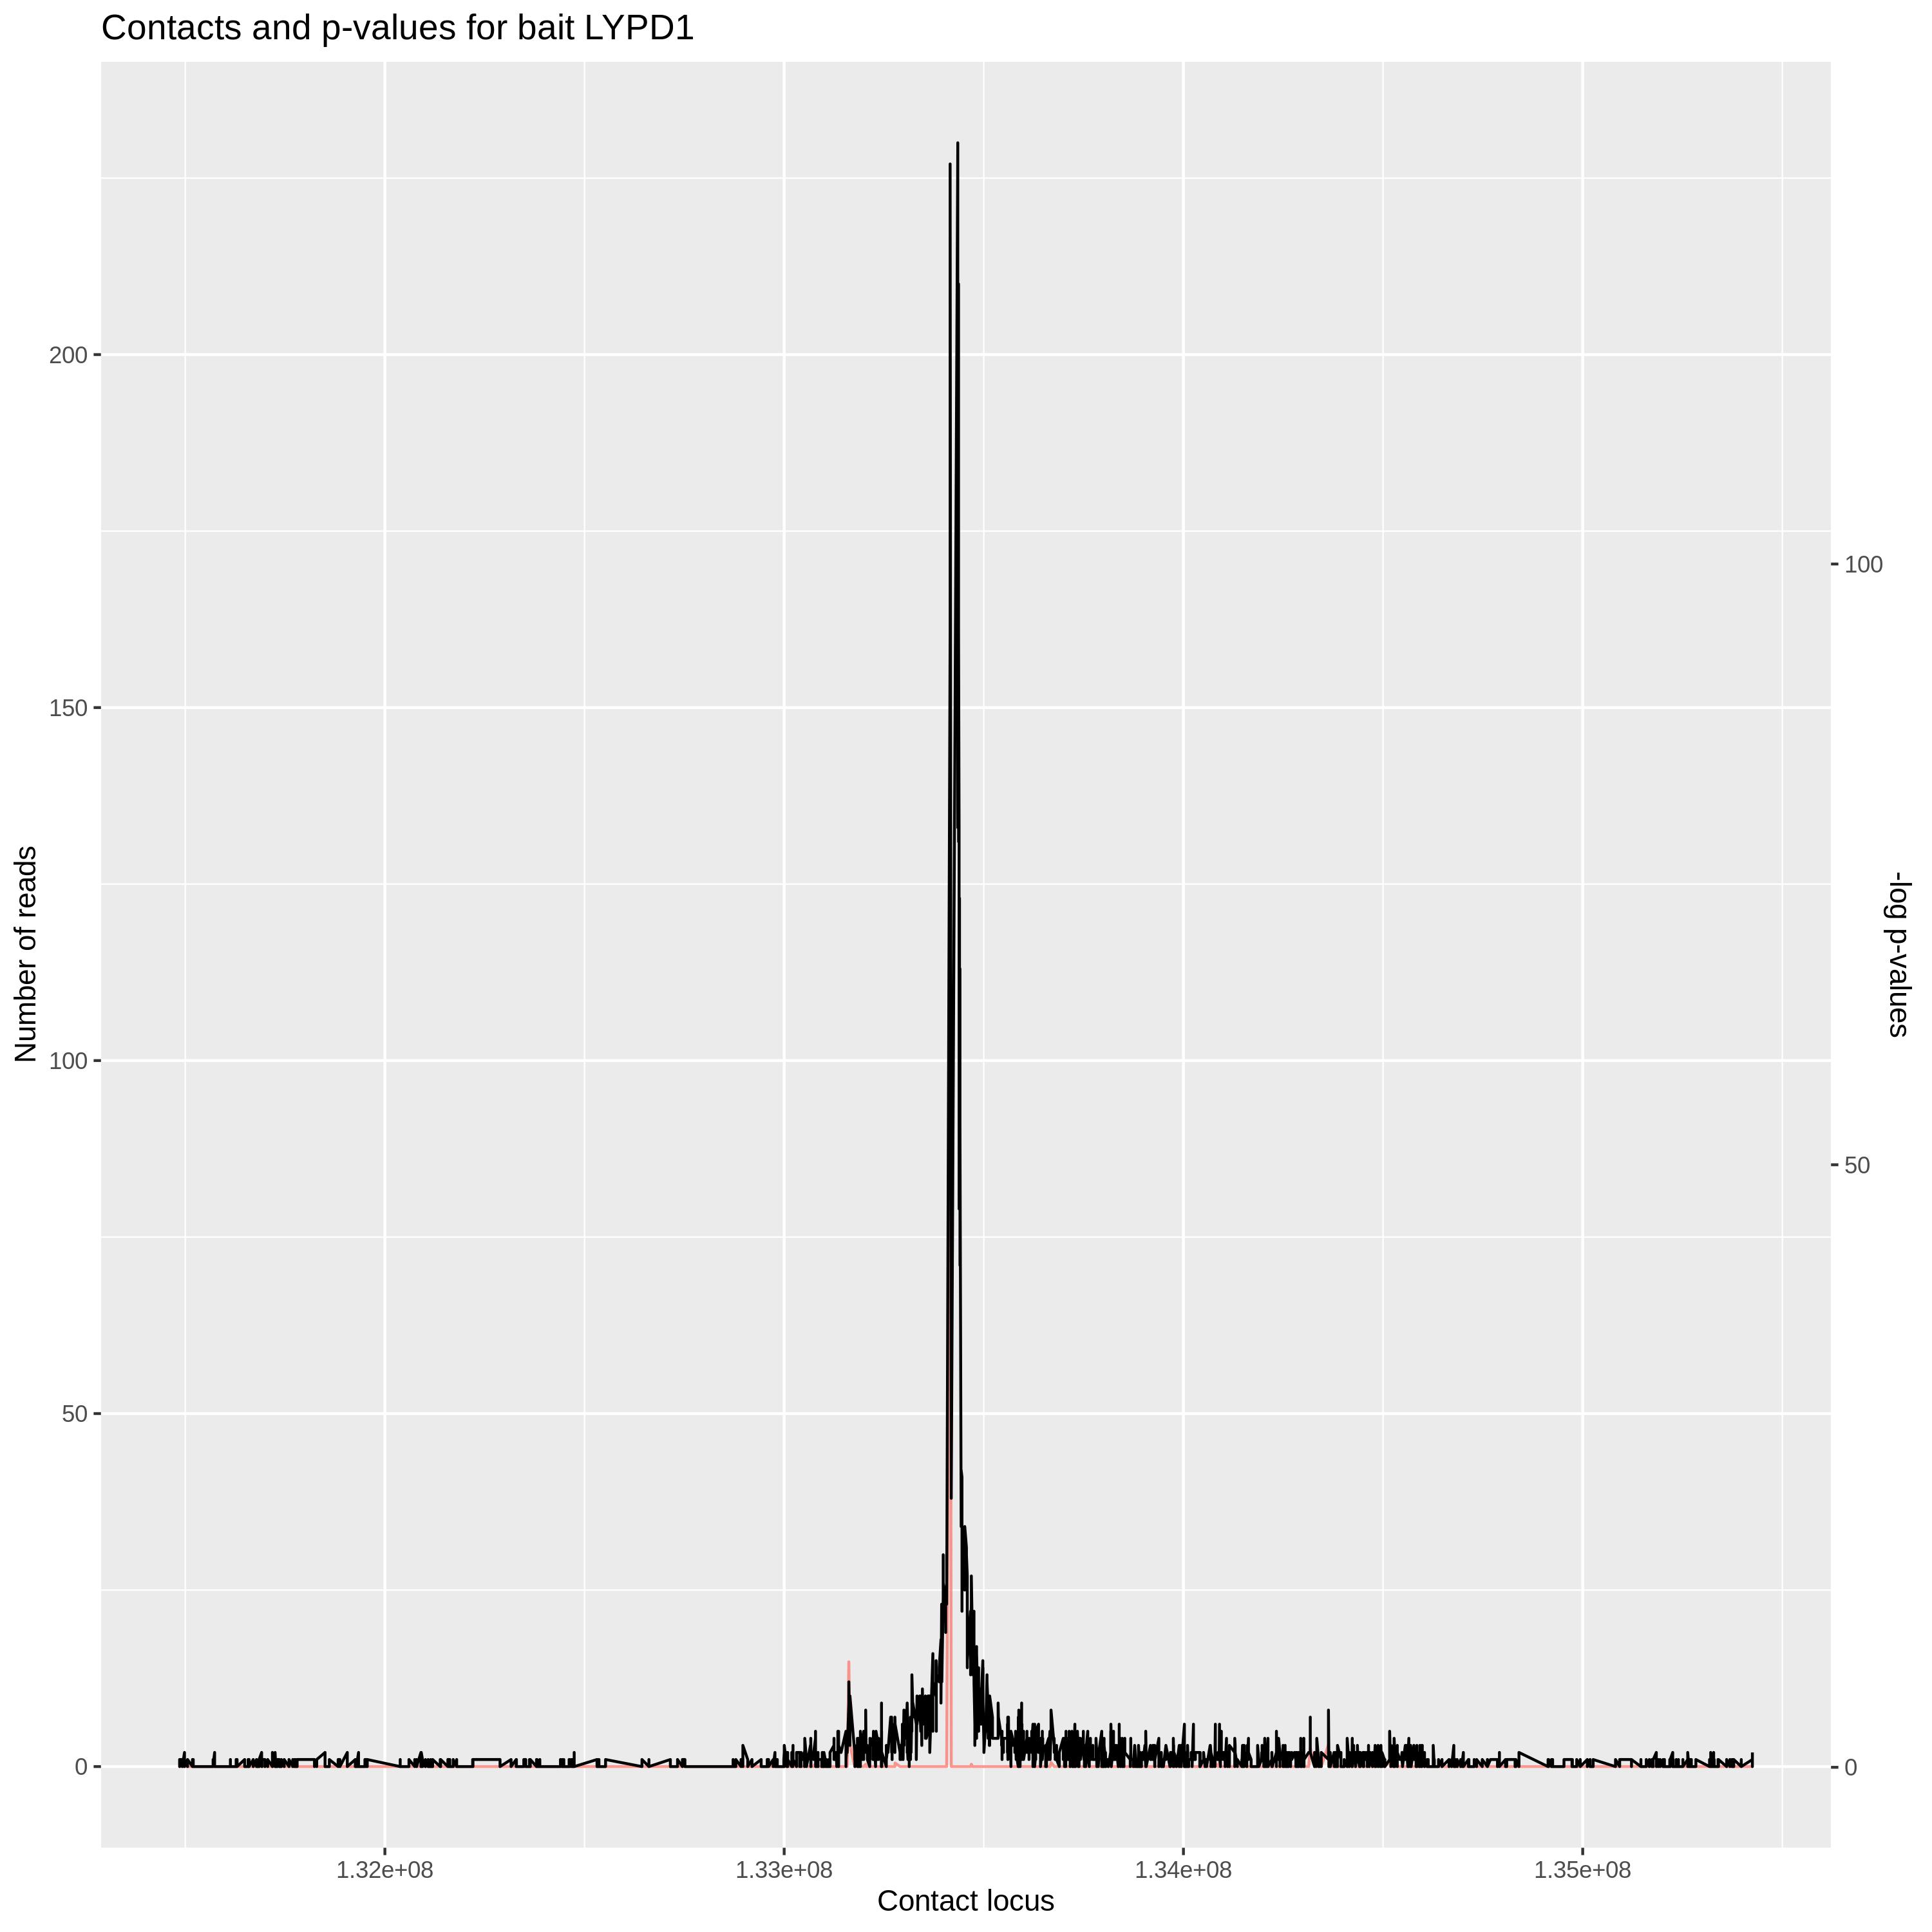 Contacts and p-values for bait LYPD1
Number of reads
200
150
100
50
0
100
50
0
-log p-values
1.32e+08 1.33e+08 1.34e+08 1.35e+08
Contact locus